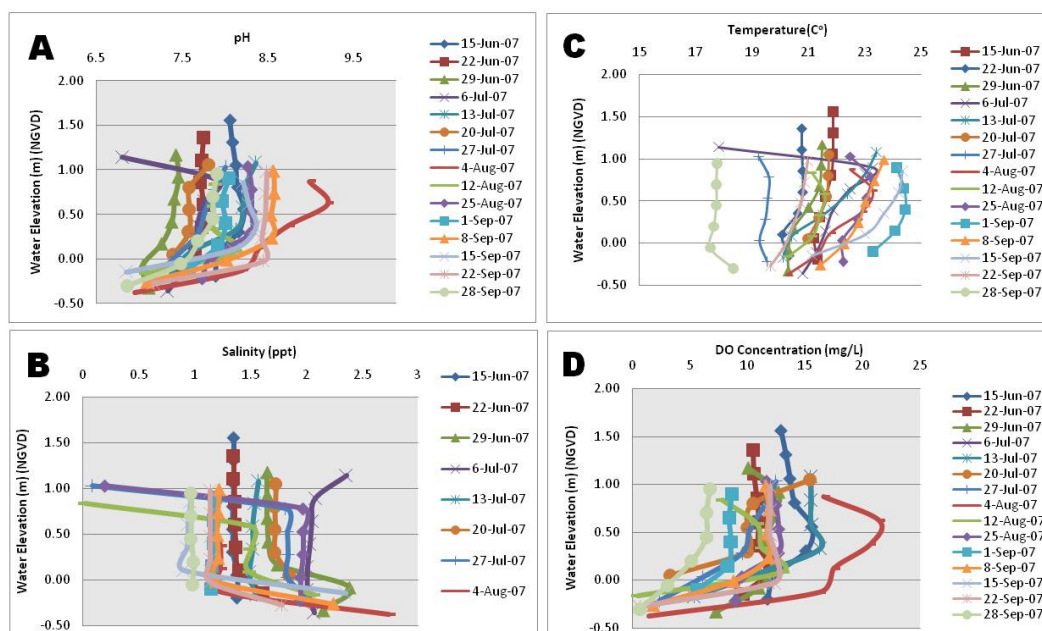 A
pH
6.5 7.5 8.5 9.5
Water Elevation (m) (NGVD)
2.00
1.50
1.00
0.50
0.00
-0.50
15-Jun-07
22-Jun-07
29-Jun-07
6-Jul-07
13-Jul-07
20-Jul-07
27-Jul-07
4-Aug-07
12-Aug-07
25-Aug-07
1-Sep-07
8-Sep-07
15-Sep-07
22-Sep-07
28-Sep-07
C
Temperature(C°)
15 17 19 21 23 25
Water Elevation (m) (NGVD)
2.00
1.50
1.00
0.50
0.00
-0.50
15-Jun-07
22-Jun-07
29-Jun-07
6-Jul-07
13-Jul-07
20-Jul-07
27-Jul-07
4-Aug-07
12-Aug-07
25-Aug-07
1-Sep-07
8-Sep-07
15-Sep-07
22-Sep-07
28-Sep-07
B
Salinity (ppt)
0 0.5 1 1.5 2 2.5 3
Water Elevation (m) (NGVD)
2.00
1.50
1.00
0.50
0.00
-0.50
15-Jun-07
22-Jun-07
29-Jun-07
6-Jul-07
13-Jul-07
20-Jul-07
27-Jul-07
4-Aug-07
D
DO Concentration (mg/L)
0 5 10 15 20 25
Water Elevation (m) (NGVD)
2.00
1.50
1.00
0.50
0.00
-0.50
15-Jun-07
22-Jun-07
29-Jun-07
6-Jul-07
13-Jul-07
20-Jul-07
27-Jul-07
4-Aug-07
12-Aug-07
25-Aug-07
1-Sep-07
8-Sep-07
15-Sep-07
22-Sep-07
28-Sep-07